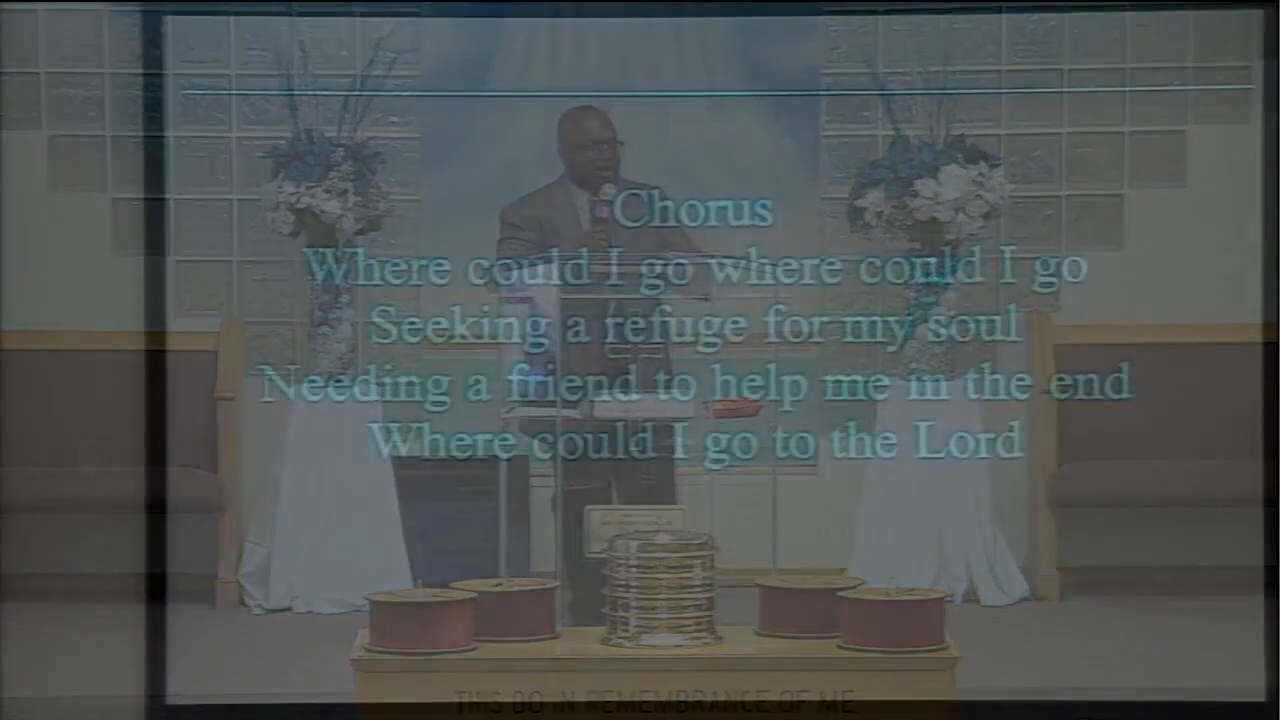 Chorus
Where could I go where could I go
Seeking a refuge for my soul
Needing a friend to help me in the end
Where could I go to the Lord
THIS DO IN REMEMBRANCE OF ME